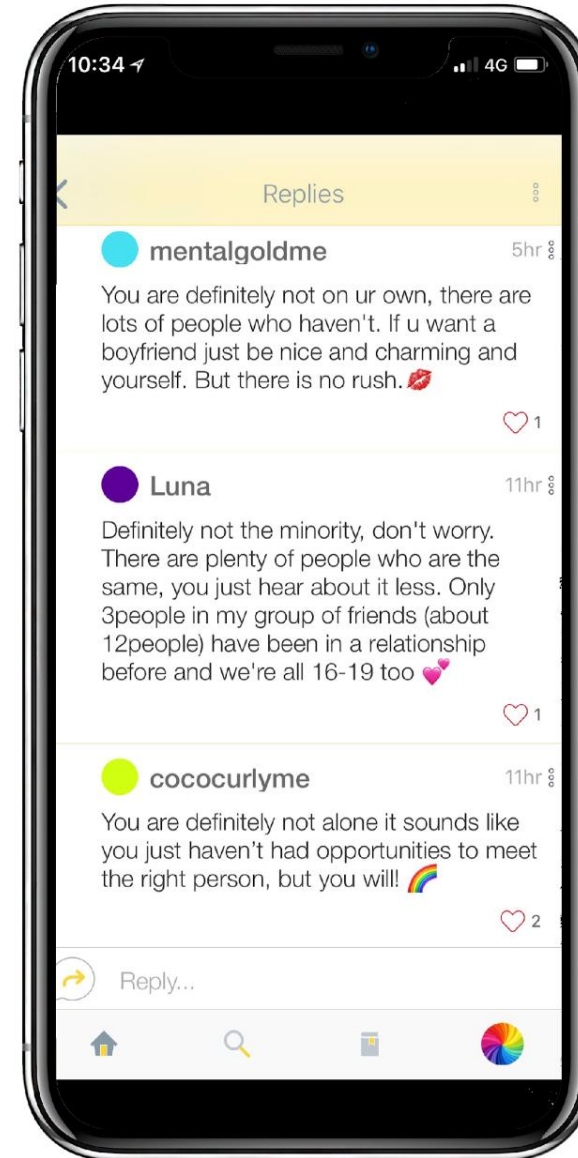 10:34
4G
Replies
mentalgoldme
5hr
You are definitely not on ur own, there are
lots of people who haven't. If u want a
boyfriend just be nice and charming and
yourself. But there is no rush.💋
1
Luna
11hr
Definitely not the minority, don't worry.
There are plenty of people who are the
same, you just hear about it less. Only
3people in my group of friends (about
12people) have been in a relationship
before and we're all 16-19 too 💕
1
cococurlyme
11hr
You are definitely not alone it sounds like
you just haven’t had opportunities to meet
the right person, but you will! 🌈
2
Reply...